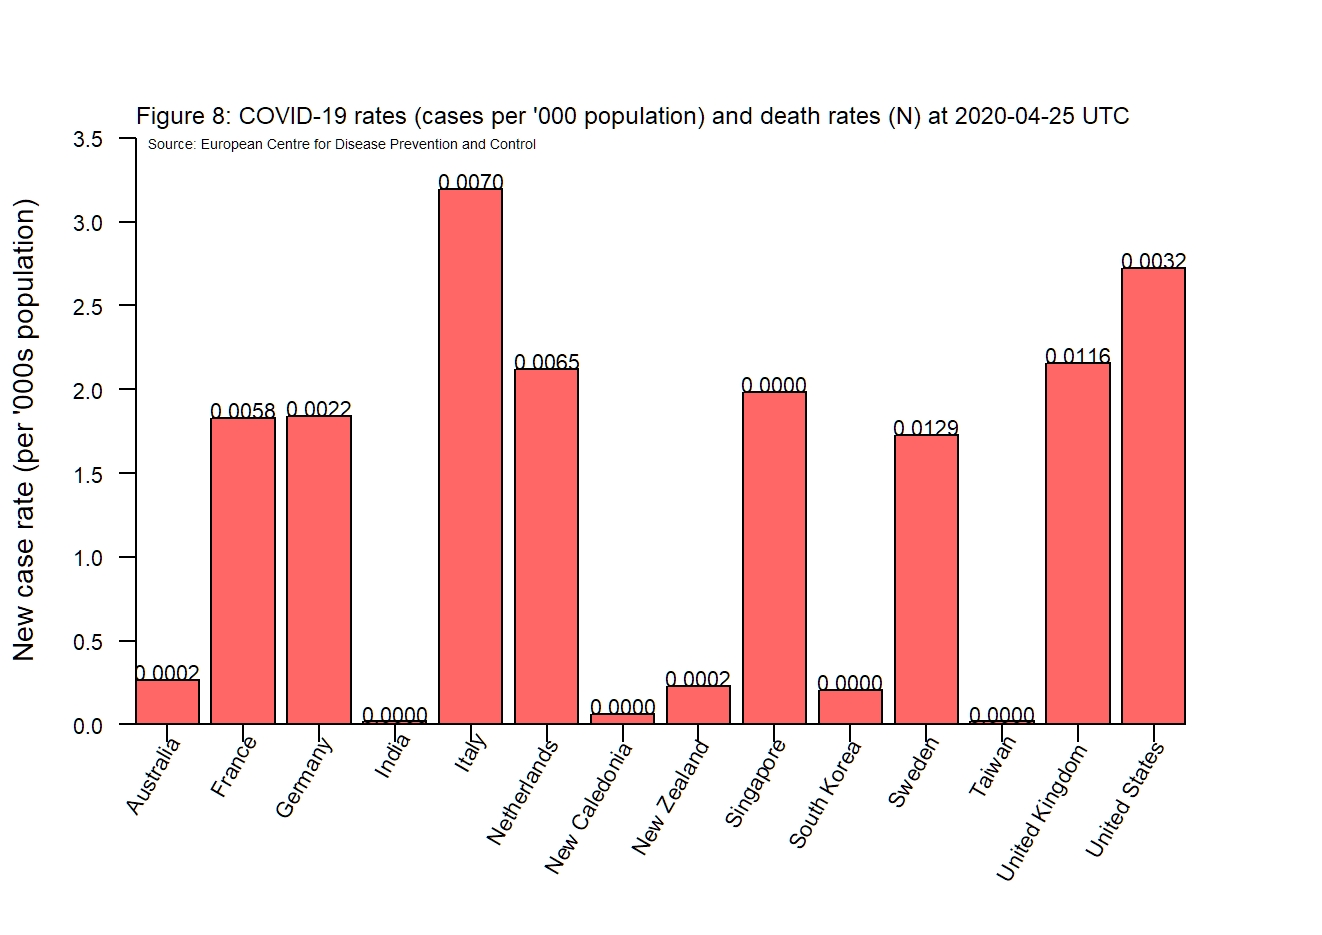 Figure 8: COVID-19 rates (cases per '000 population) and death rates (N) at 2020-04-25 UTC
Source: European Centre for Disease Prevention and Control
New case rate (per '000s population)
3.5
3.0
2.5
2.0
1.5
1.0
0.5
0.0
0.0002
0.0058
0.0022
0.0000
0.0070
0.0065
0.0000
0.0002
0.0000
0.0000
0.0129
0.0000
0.0116
0.0032
Australia
France
Germany
India
Italy
Netherlands
New Caledonia
New Zealand
Singapore
South Korea
Sweden
Taiwan
United Kingdom
United States